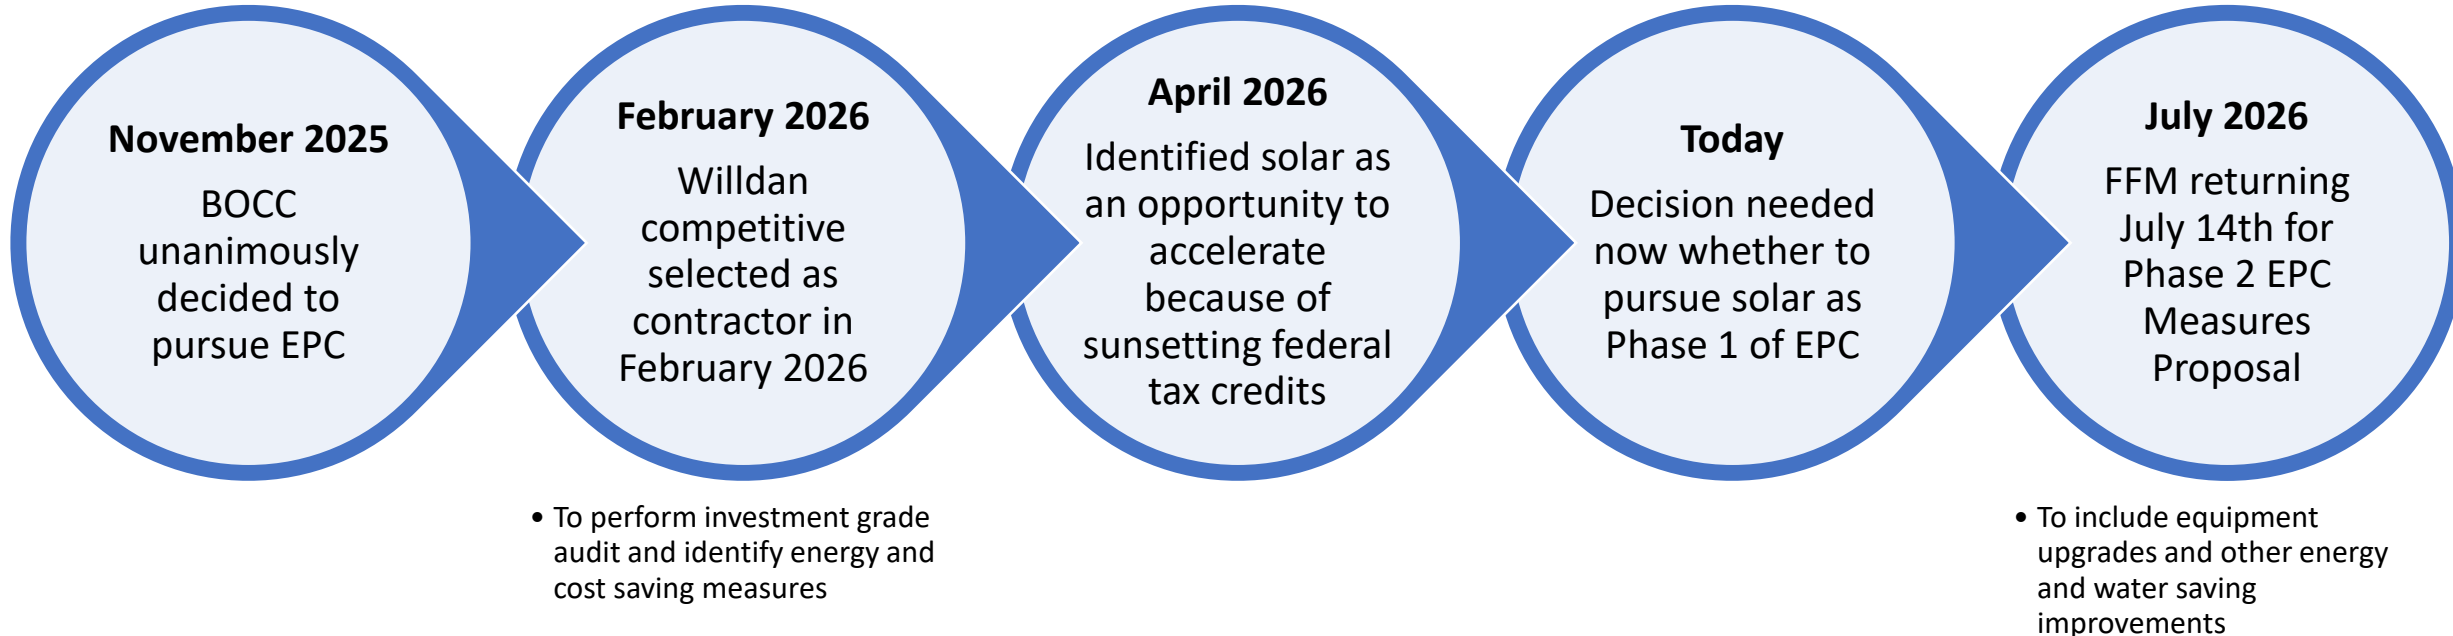 November 2025
BOCC
unanimously
decided to
pursue EPC
February 2026
Willdan
competitive
selected as
contractor in
February 2026
• To perform investment grade
audit and identify energy and
cost saving measures
April 2026
Identified solar as
an opportunity to
accelerate
because of
sunsetting federal
tax credits
Today
Decision needed
now whether to
pursue solar as
Phase 1 of EPC
July 2026
FFM returning
July 14th for
Phase 2 EPC
Measures
Proposal
• To include equipment
upgrades and other energy
and water saving
improvements